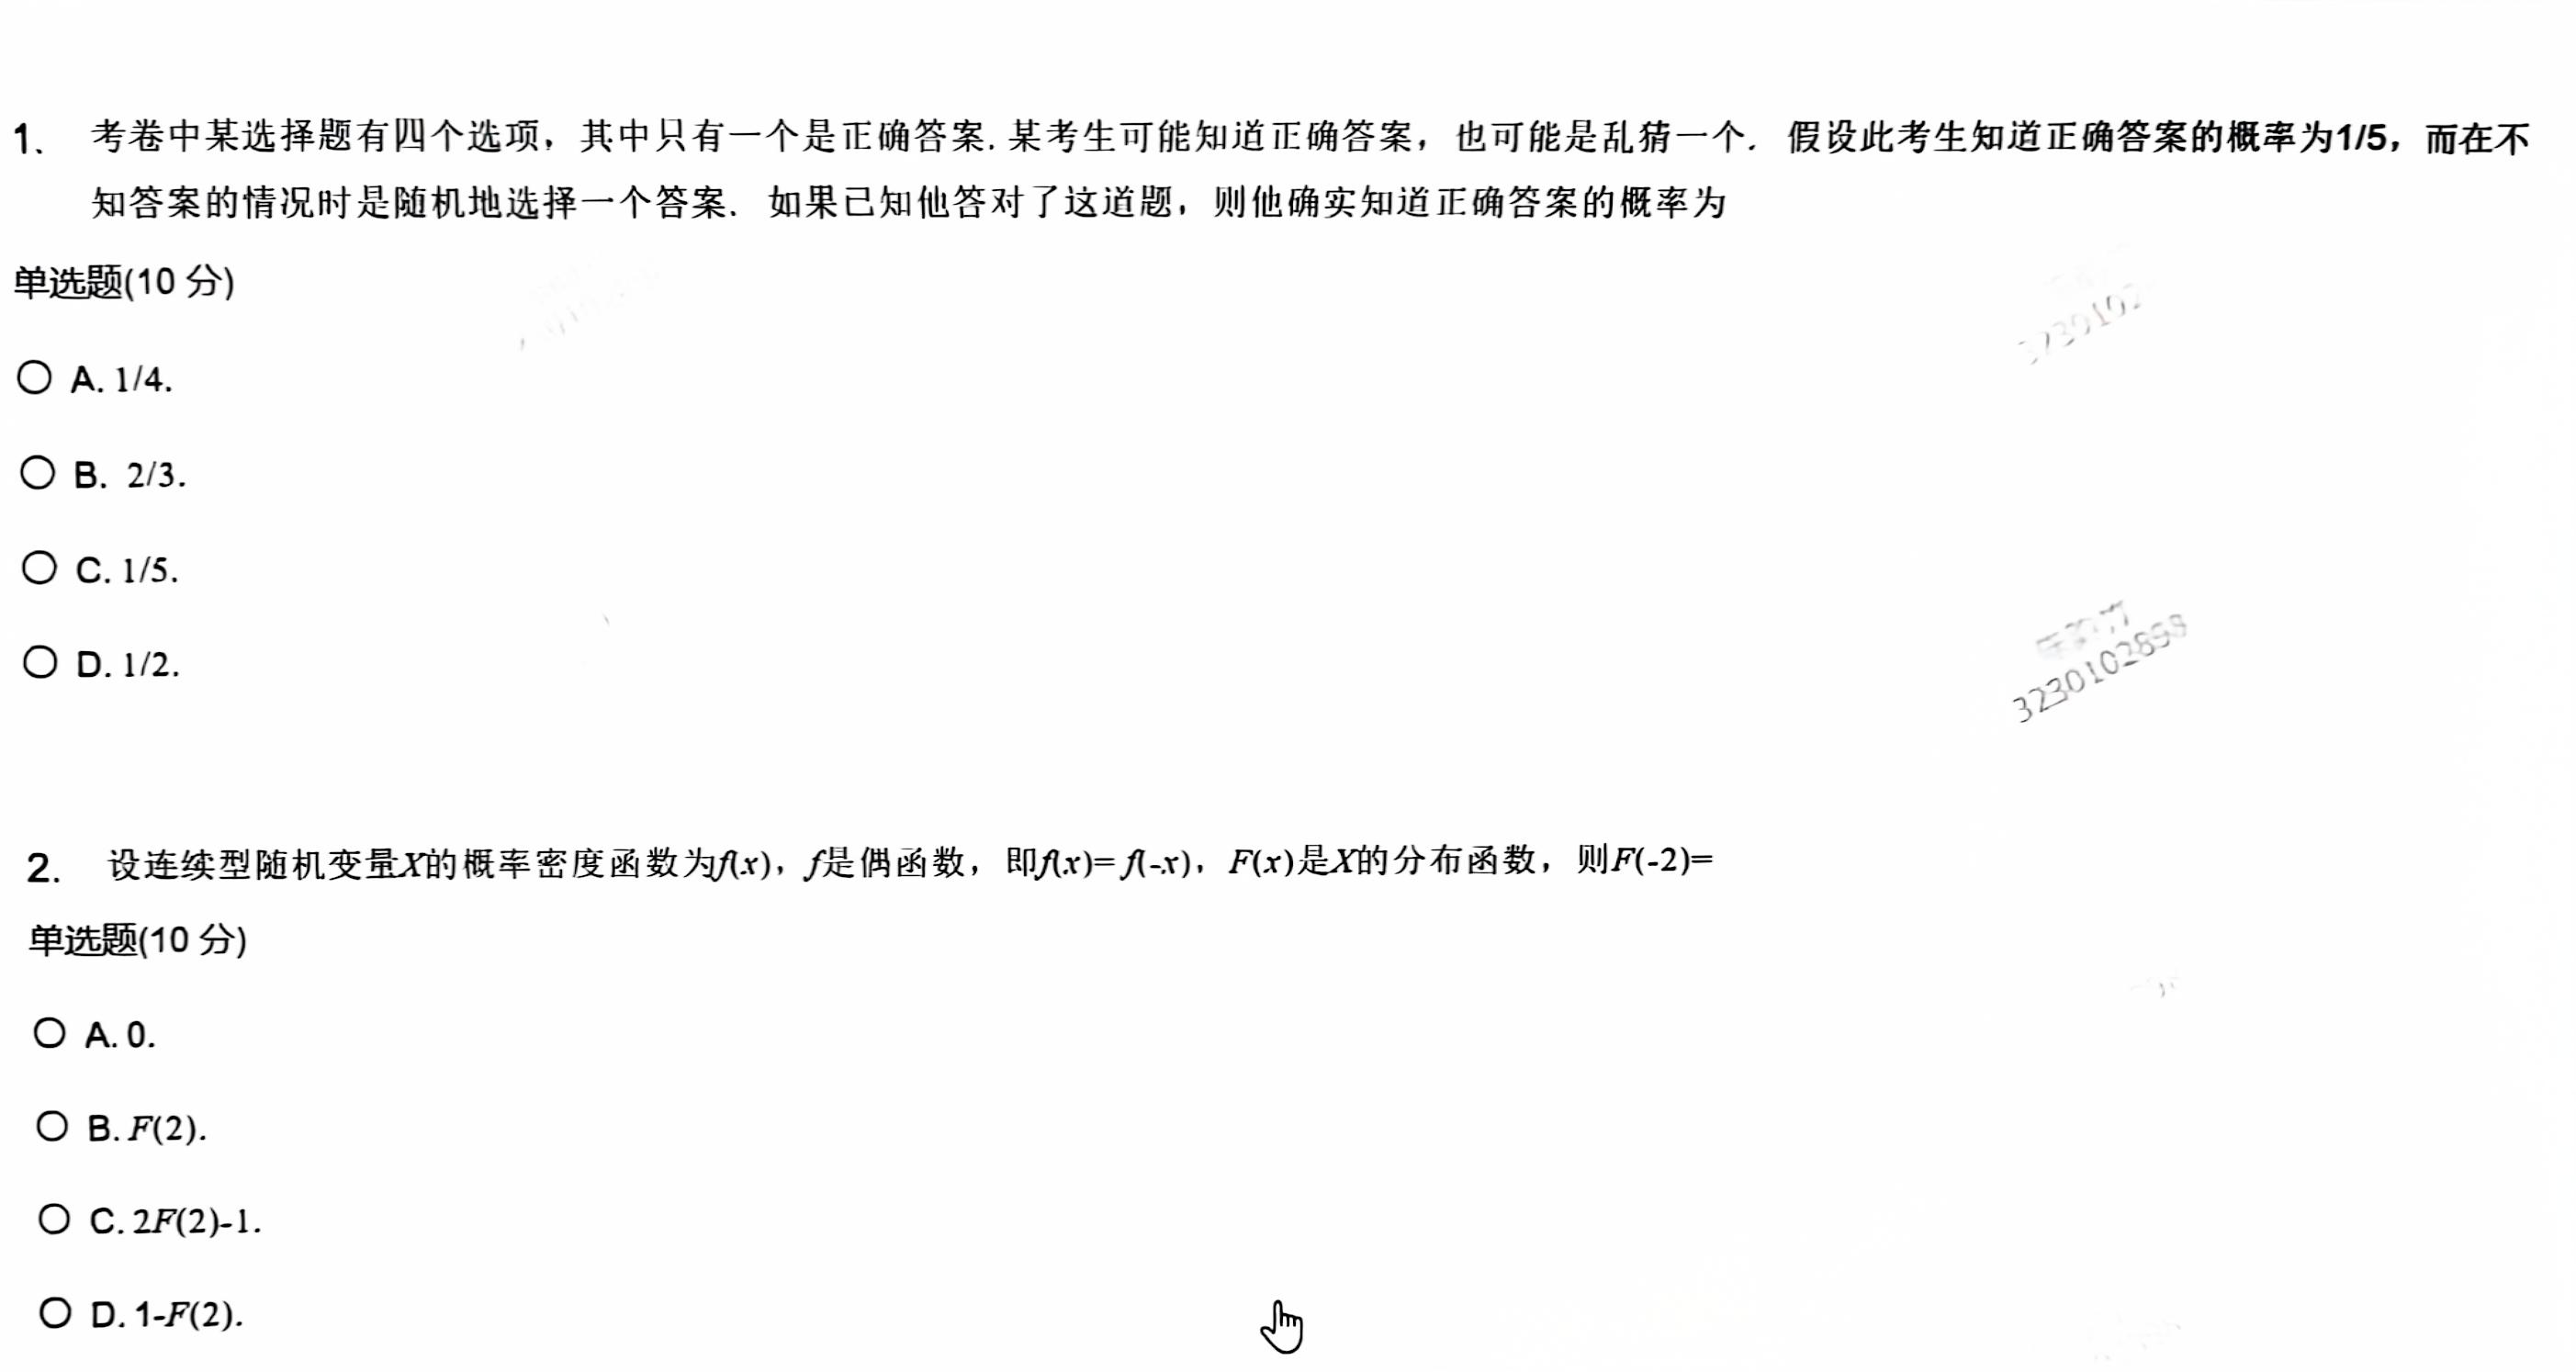 1、 考卷中某选择题有四个选项，其中只有一个是正确答案. 某考生可能知道正确答案，也可能是乱猜一个. 假设此考生知道正确答案的概率为1/5，而在不
知答案的情况时是随机地选择一个答案. 如果已知他答对了这道题，则他确实知道正确答案的概率为
单选题(10 分)
A. 1/4.
B. 2/3.
C. 1/5.
D. 1/2.
3230102898
2. 设连续型随机变量X的概率密度函数为f(x)，f是偶函数，即f(x)= f(-x)，F(x)是X的分布函数，则F(-2)=
单选题(10 分)
A. 0.
B. F(2).
C. 2F(2)-1.
D. 1-F(2).